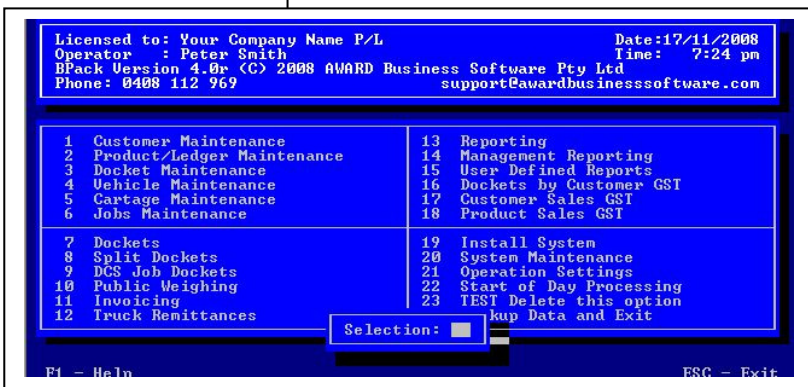 Licensed to: Your Company Name P/L Date:17/11/2008
Operator : Peter Smith Time: 7:24 pm
BPack Version 4.0r (C) 2008 AWARD Business Software Pty Ltd
Phone: 0408 112 969 support@awardbusinesssoftware.com
1 Customer Maintenance
2 Product/Ledger Maintenance
3 Docket Maintenance
4 Vehicle Maintenance
5 Cartage Maintenance
6 Jobs Maintenance
13 Reporting
14 Management Reporting
15 User Defined Reports
16 Dockets by Customer GST
17 Customer Sales GST
18 Product Sales GST
7 Dockets
8 Split Dockets
9 DCS Job Dockets
10 Public Weighing
11 Invoicing
12 Truck Remittances
19 Install System
20 System Maintenance
21 Operation Settings
22 Start of Day Processing
23 TEST Delete this option
kup Data and Exit
Selection:
F1 - Help ESC - Exit